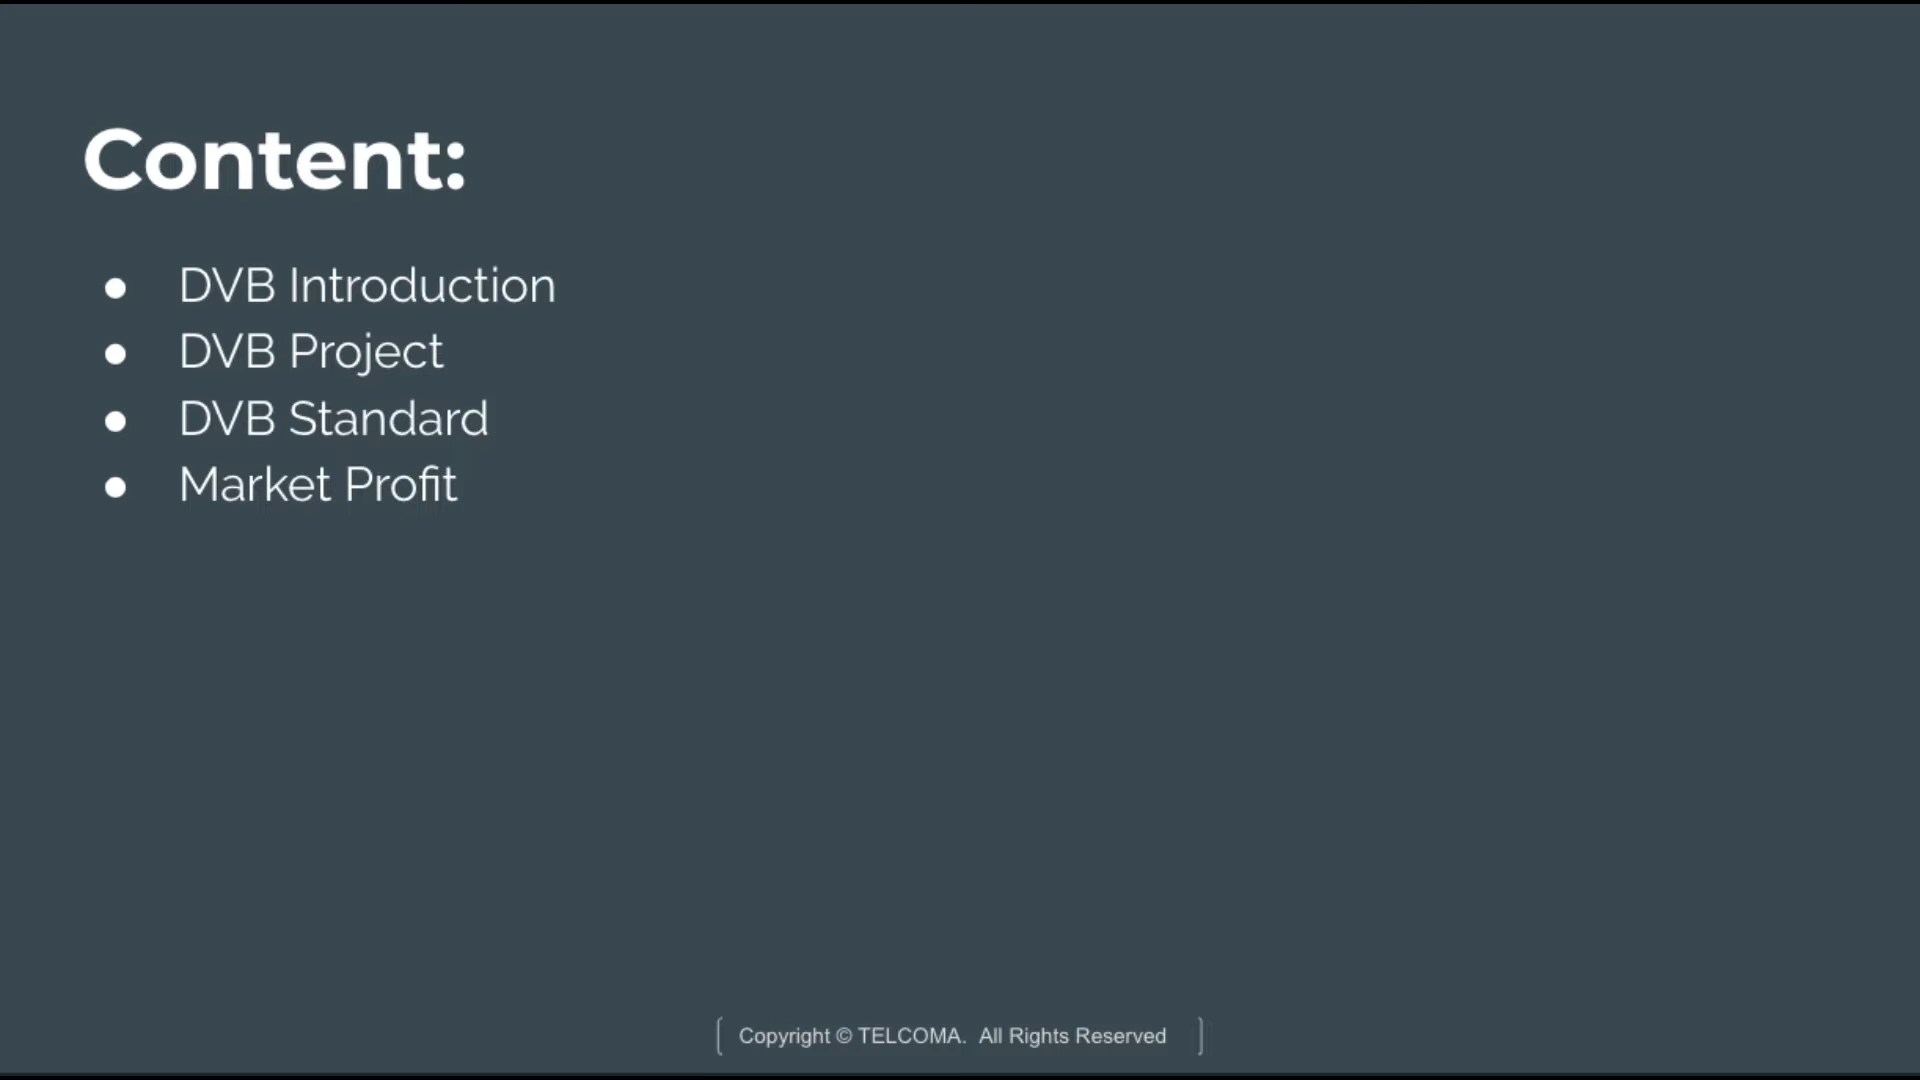 Content:
● DVB Introduction
● DVB Project
● DVB Standard
● Market Profit
[ Copyright © TELCOMA. All Rights Reserved ]